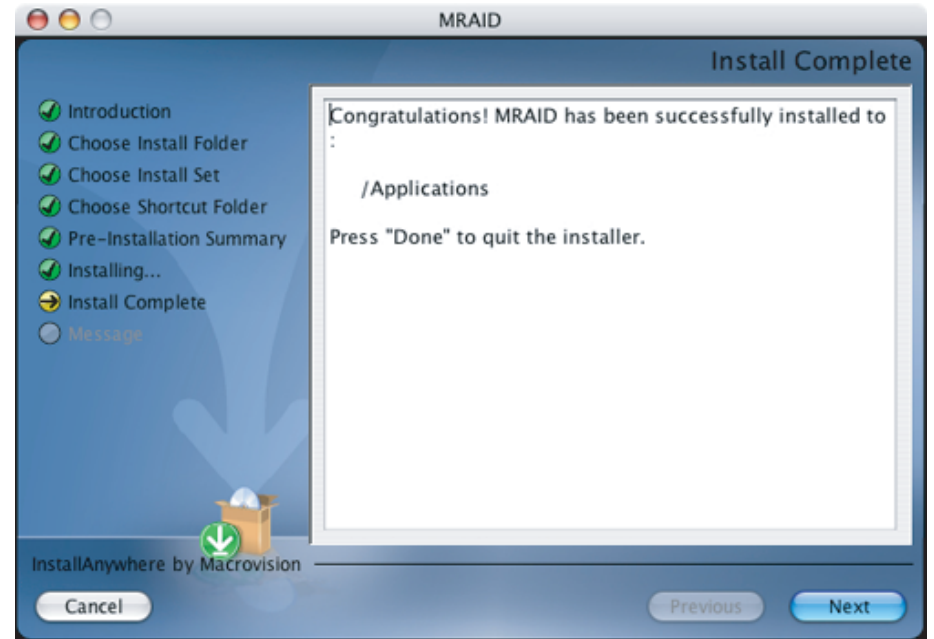 MRAID
Install Complete
Introduction
Choose Install Folder
Choose Install Set
Choose Shortcut Folder
Pre-Installation Summary
Installing...
Install Complete
Message
Congratulations! MRAID has been successfully installed to
:
/Applications
Press "Done" to quit the installer.
InstallAnywhere by Macrovision
Cancel
Previous
Next